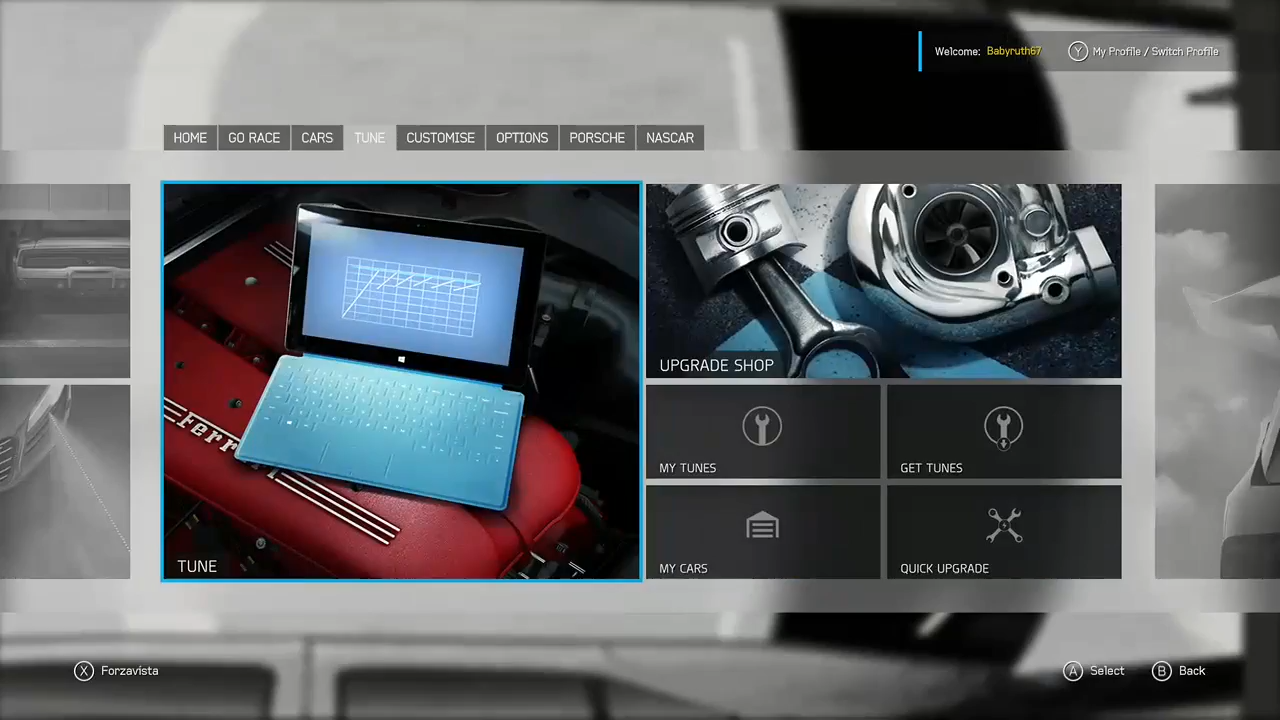 Welcome: Babyruth67
Y My Profile / Switch Profile
HOME GO RACE CARS TUNE CUSTOMISE OPTIONS PORSCHE NASCAR
Ferr
TUNE
UPGRADE SHOP
MY TUNES
GET TUNES
MY CARS
QUICK UPGRADE
X Forzavista
A Select
B Back